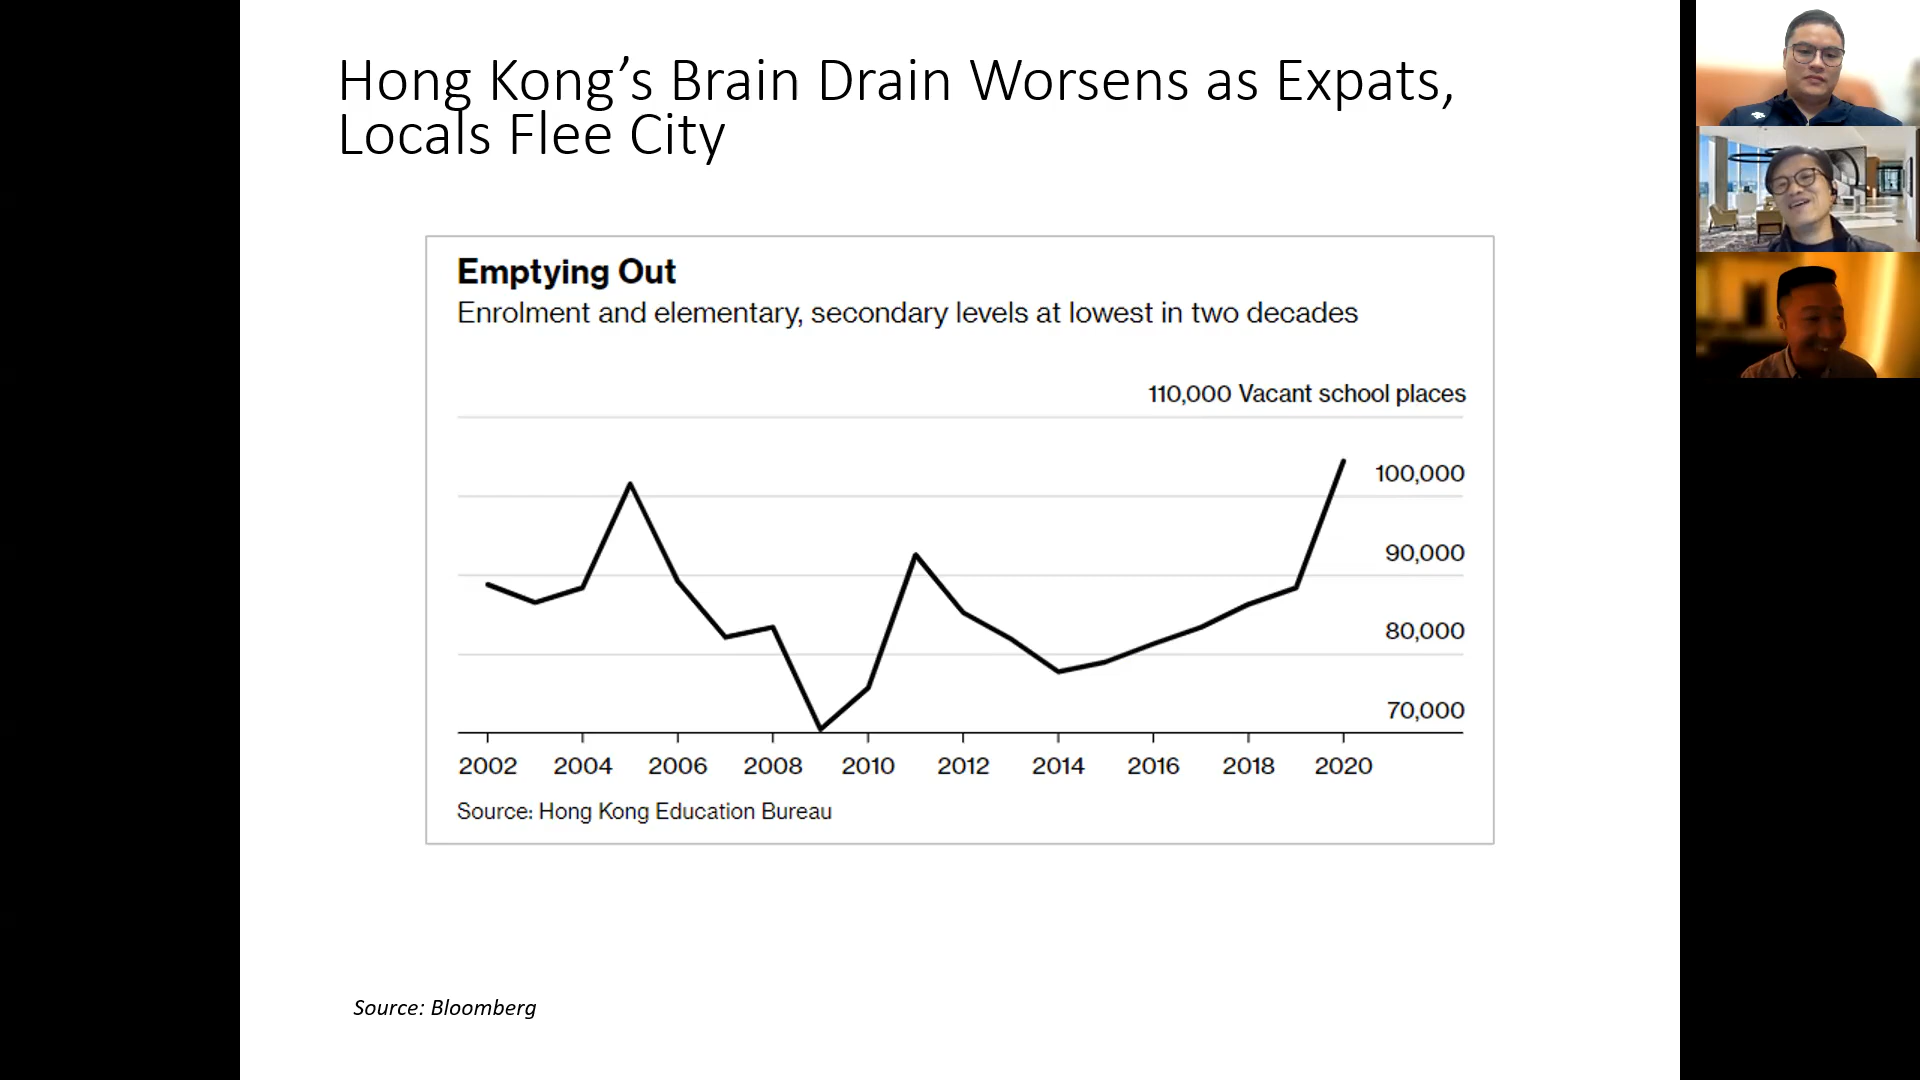 Hong Kong’s Brain Drain Worsens as Expats,
Locals Flee City
Emptying Out
Enrolment and elementary, secondary levels at lowest in two decades
110,000 Vacant school places
100,000
90,000
80,000
70,000
2002 2004 2006 2008 2010 2012 2014 2016 2018 2020
Source: Hong Kong Education Bureau
Source: Bloomberg